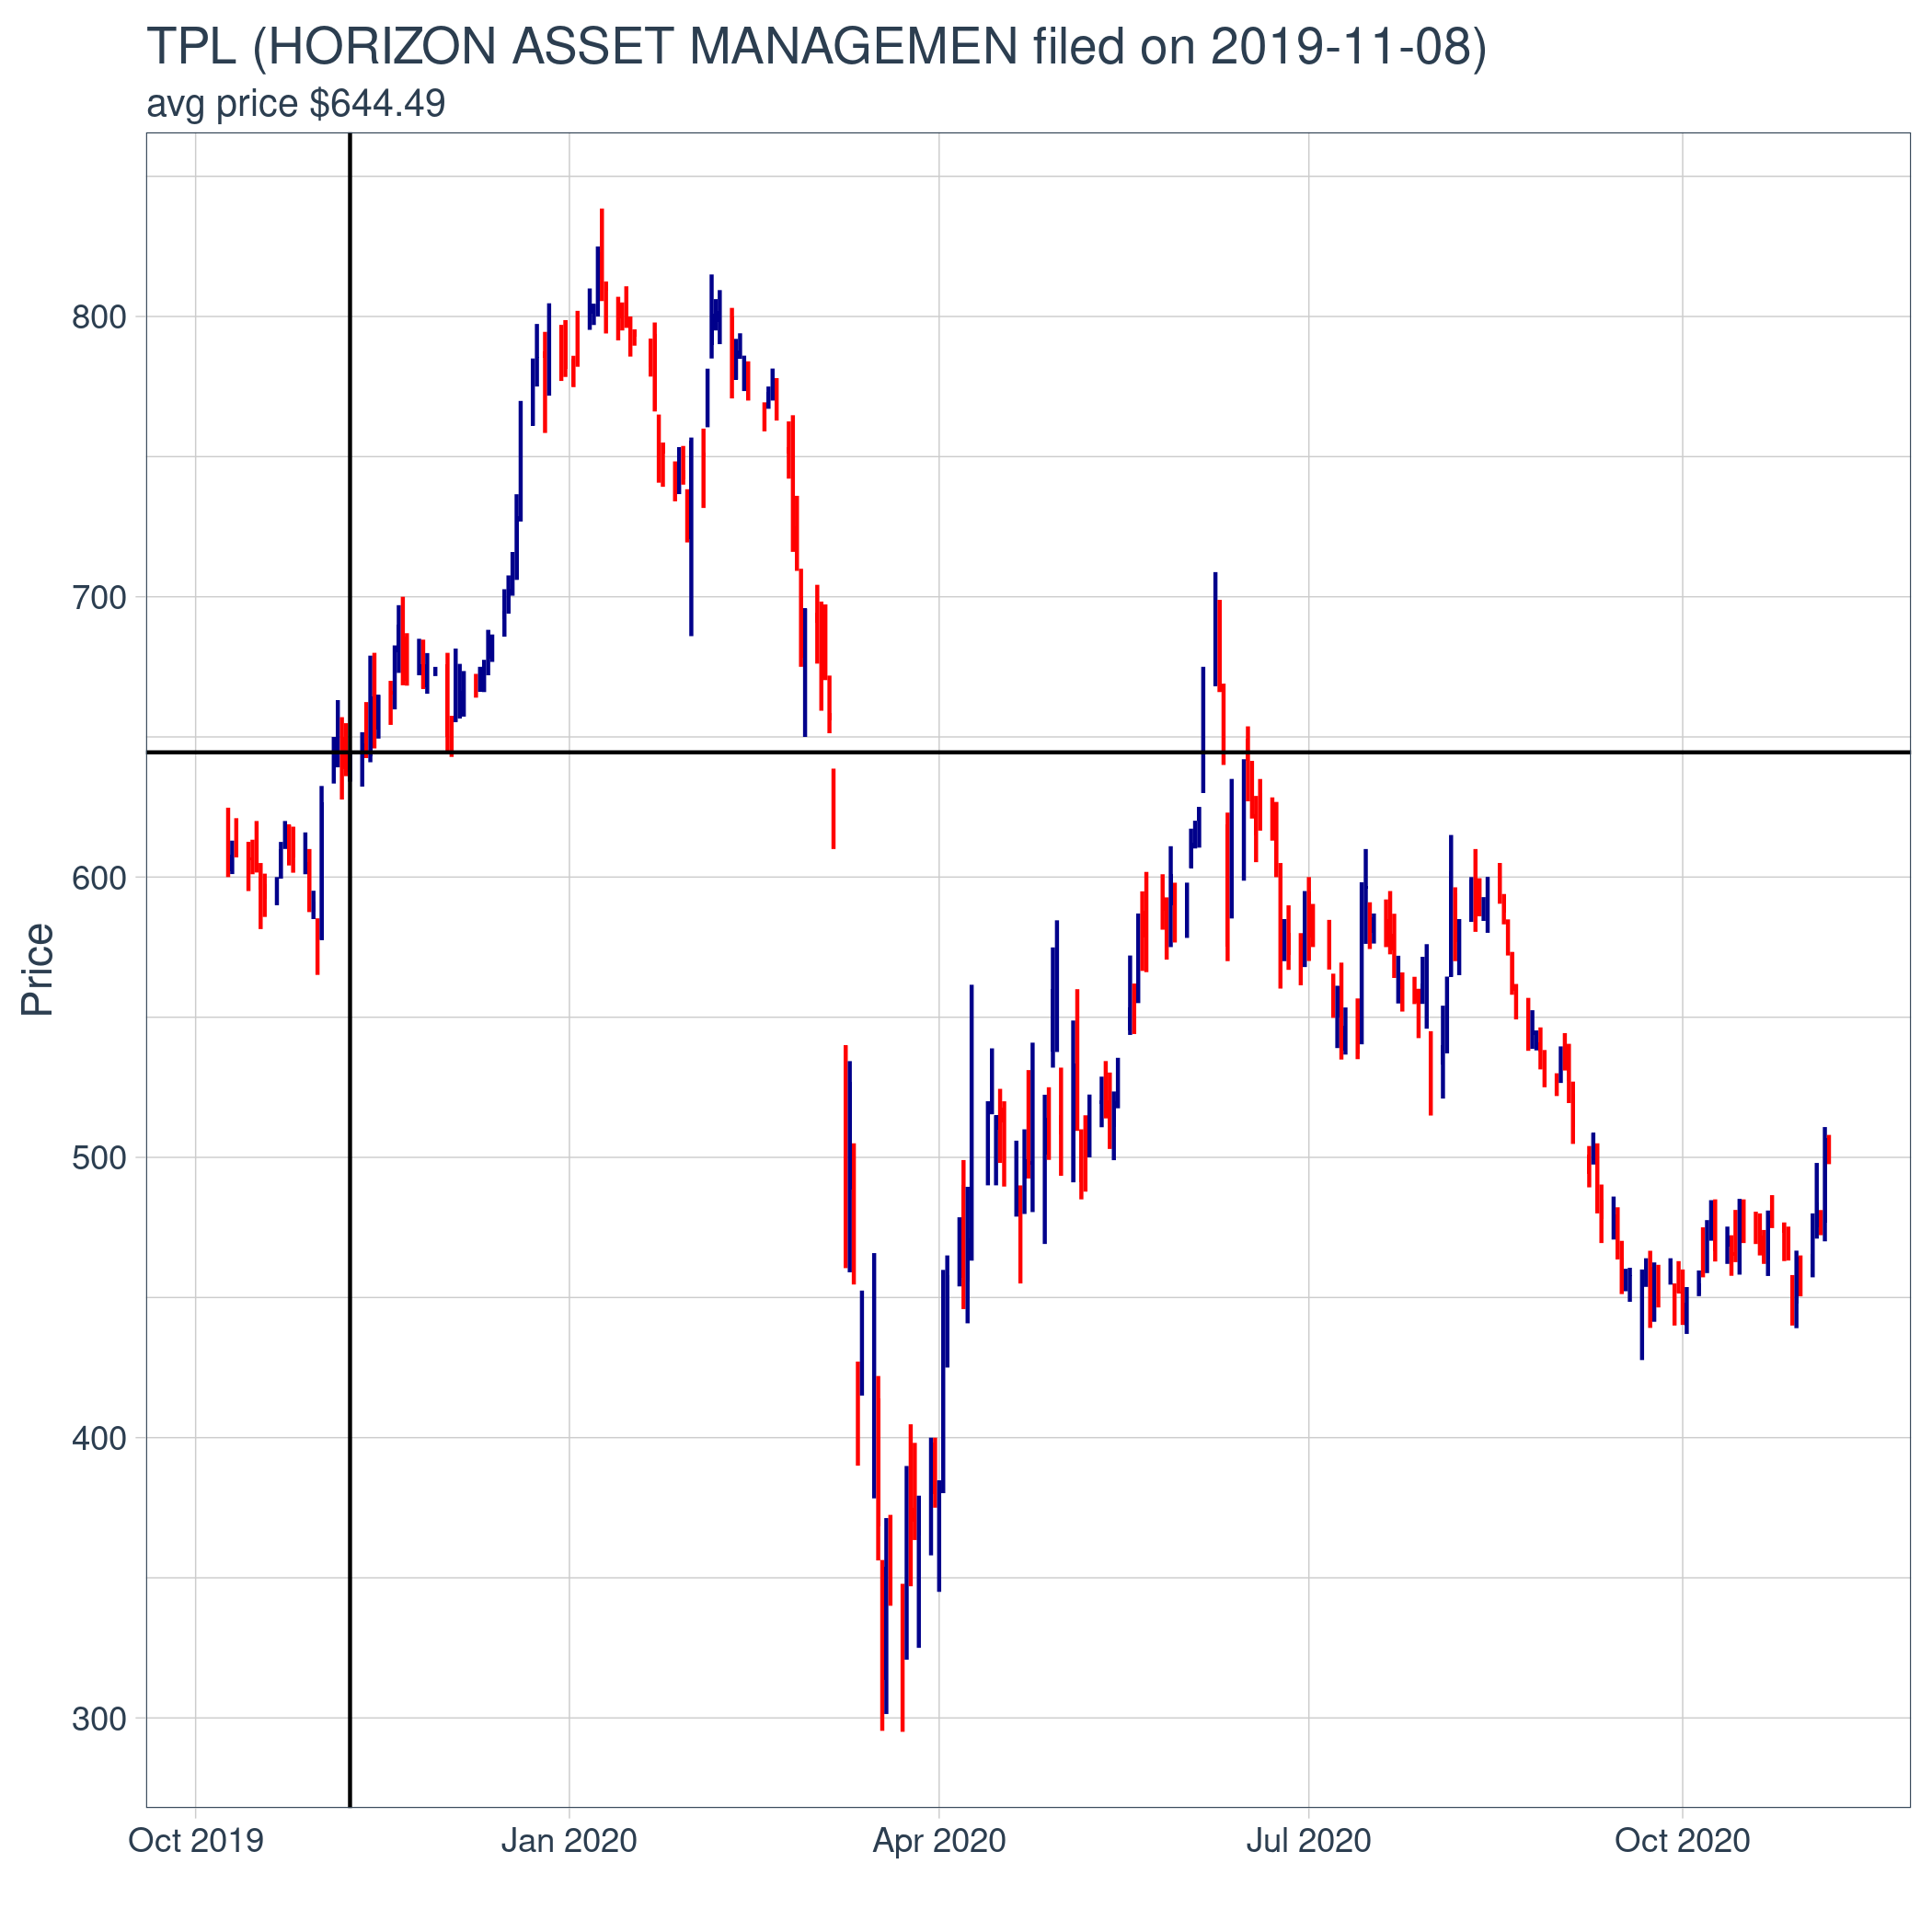 TPL (HORIZON ASSET MANAGEMEN filed on 2019-11-08)
avg price $644.49
800
700
600
500
400
300
Price
Oct 2019 Jan 2020 Apr 2020 Jul 2020 Oct 2020